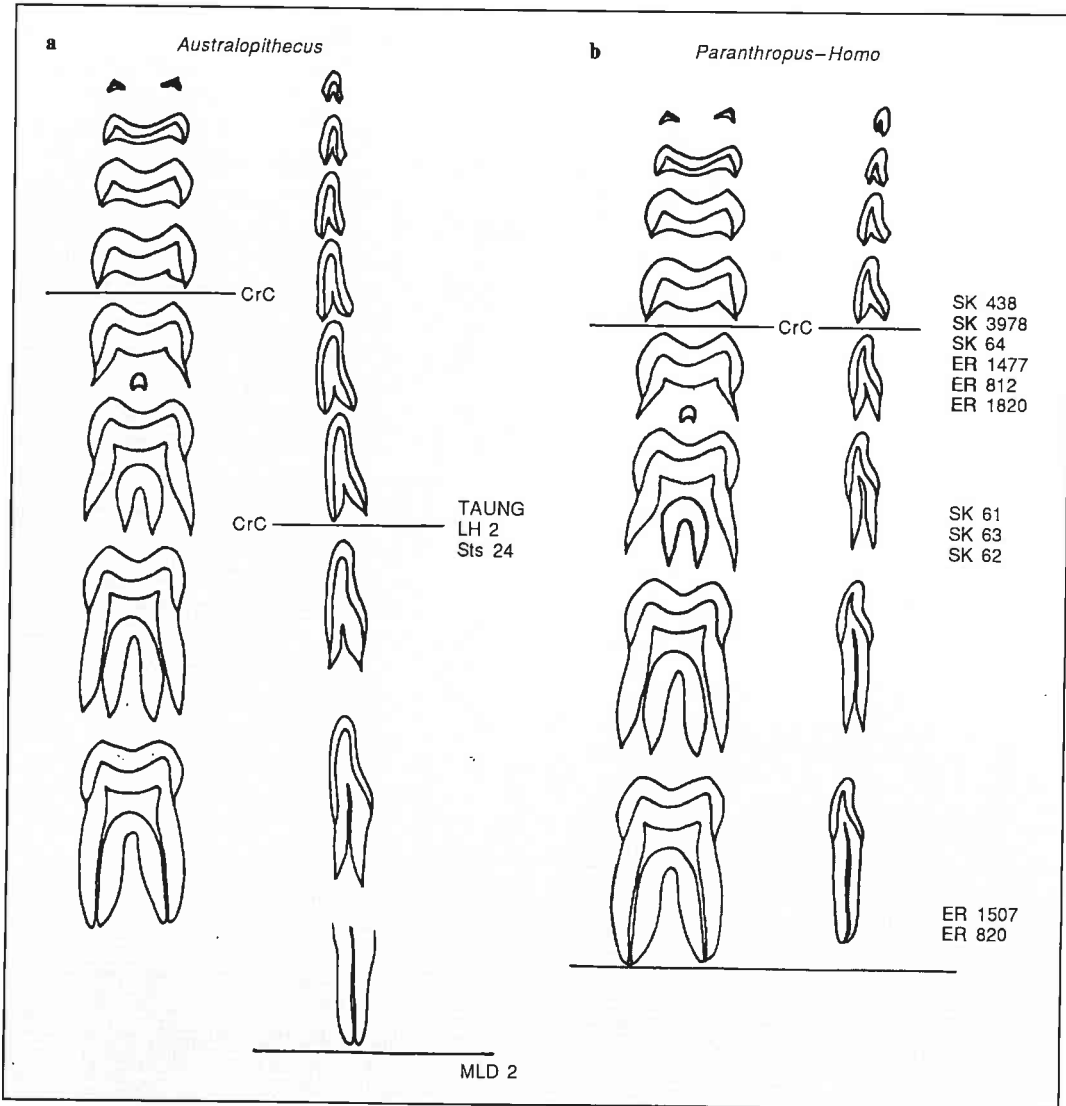 a
Australopithecus
CrC
CrC
TAUNG
LH 2
Sts 24
MLD 2
b
Paranthropus–Homo
CrC
SK 438
SK 3978
SK 64
ER 1477
ER 812
ER 1820
SK 61
SK 63
SK 62
ER 1507
ER 820